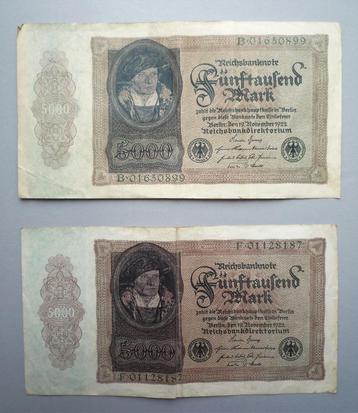 B·01650899
Reichsbanknote
5000
Fünftausend
Mark
zahlt die Reichsbankhauptkasse in Berlin
gegen diese Banknote dem Einlieferer
Berlin, den 19. November 1922
Reichsbankdirektorium
5000
B·01650899
F·01128187
Reichsbanknote
Fünftausend
5000
Mark
zahlt die Reichsbankhauptkasse in Berlin
gegen diese Banknote dem Einlieferer
Berlin, den 19. November 1922
Reichsbankdirektorium
5000
F·01128187